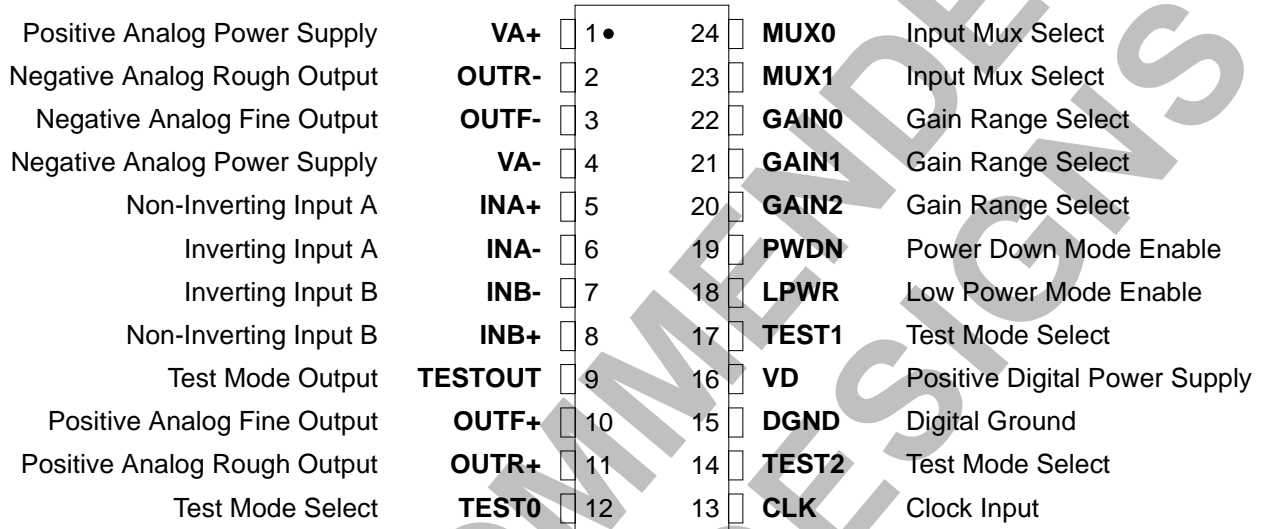 Positive Analog Power Supply VA+ 1 24 MUX0 Input Mux Select
Negative Analog Rough Output OUTR- 2 23 MUX1 Input Mux Select
Negative Analog Fine Output OUTF- 3 22 GAIN0 Gain Range Select
Negative Analog Power Supply VA- 4 21 GAIN1 Gain Range Select
Non-Inverting Input A INA+ 5 20 GAIN2 Gain Range Select
Inverting Input A INA- 6 19 PWDN Power Down Mode Enable
Inverting Input B INB- 7 18 LPWR Low Power Mode Enable
Non-Inverting Input B INB+ 8 17 TEST1 Test Mode Select
Test Mode Output TESTOUT 9 16 VD Positive Digital Power Supply
Positive Analog Fine Output OUTF+ 10 15 DGND Digital Ground
Positive Analog Rough Output OUTR+ 11 14 TEST2 Test Mode Select
Test Mode Select TEST0 12 13 CLK Clock Input